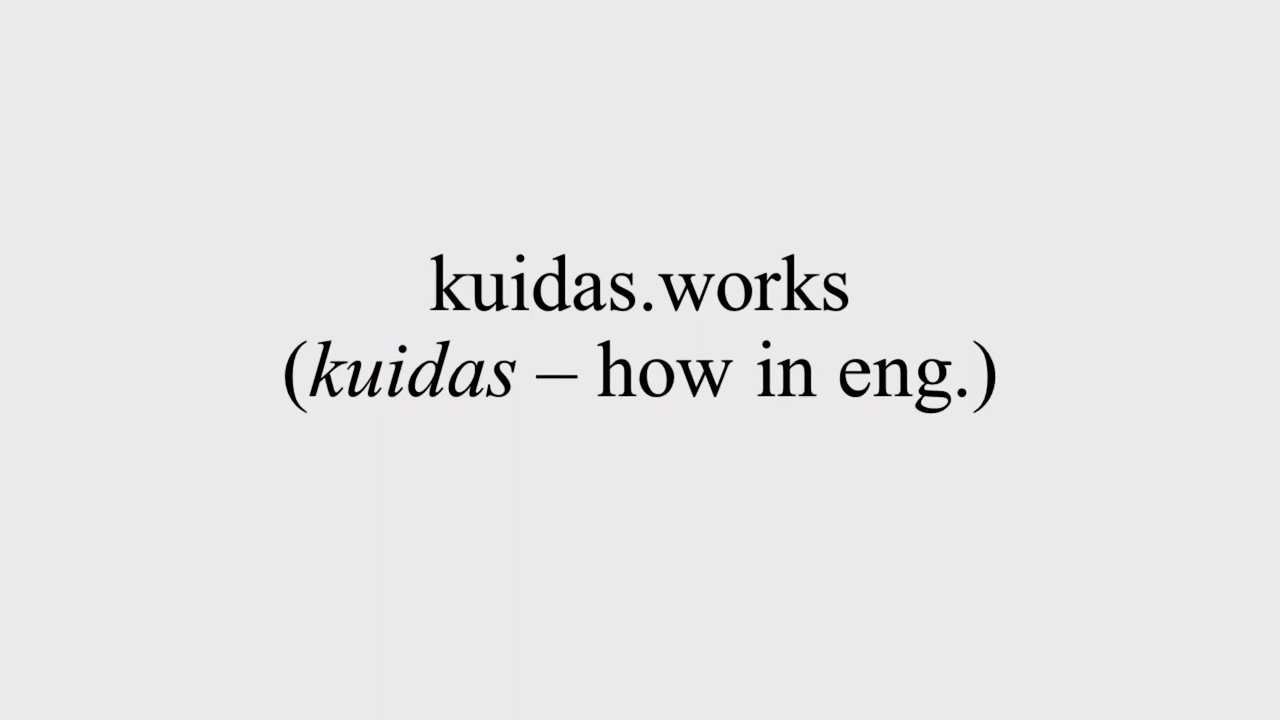 kuidas.works
(kuidas – how in eng.)